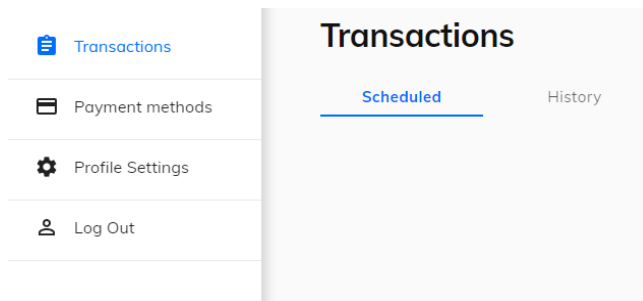 Transactions
Payment methods
Profile Settings
Log Out
Transactions
Scheduled
History